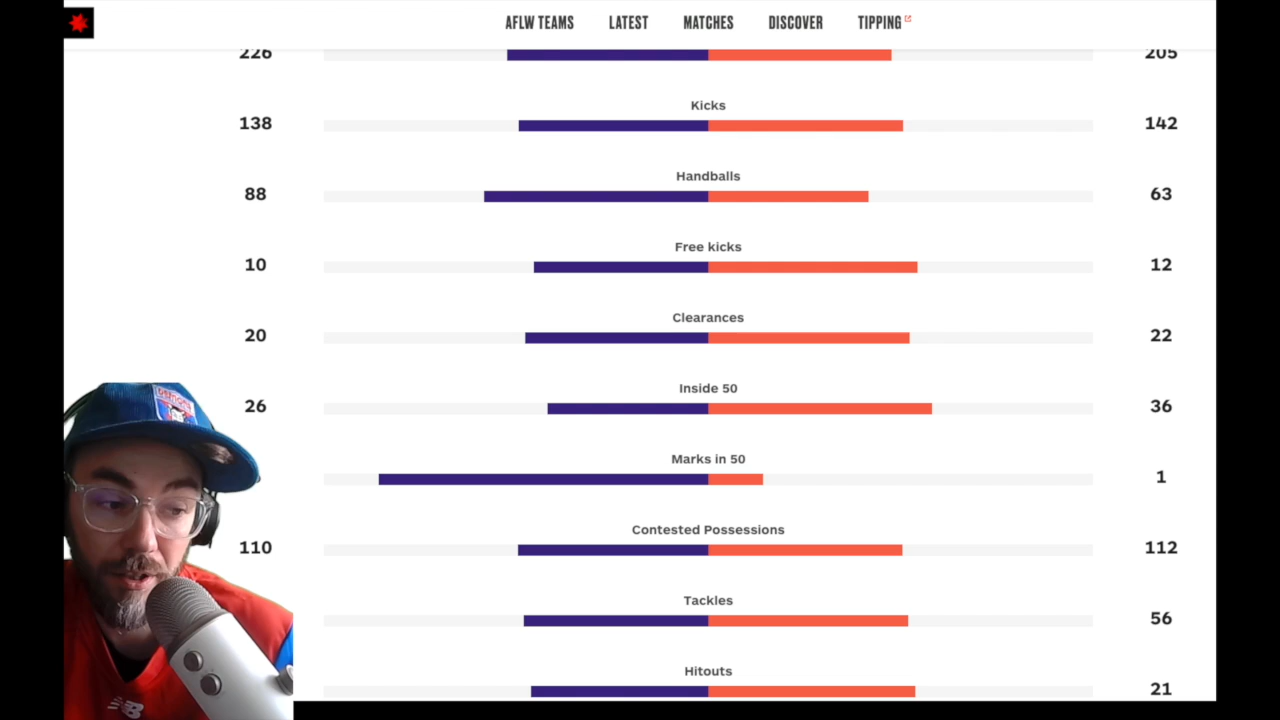 AFLW TEAMS LATEST MATCHES DISCOVER TIPPING
226 205
Kicks
138 142
Handballs
88 63
Free kicks
10 12
Clearances
20 22
Inside 50
26 36
Marks in 50
1
Contested Possessions
110 112
Tackles
56
Hitouts
21